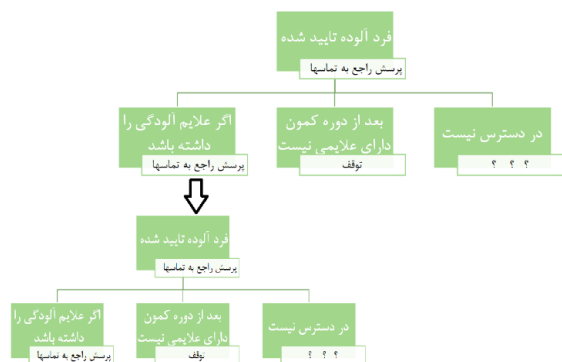 فرد آلوده تایید شده
پرسش راجع به تماسها
اگر علایم آلودگی را
داشته باشد
پرسش راجع به تماسها
بعد از دوره کمون
دارای علایمی نیست
توقف
در دسترس نیست
؟ ؟ ؟
فرد آلوده تایید شده
پرسش راجع به تماسها
اگر علایم آلودگی را
داشته باشد
پرسش راجع به تماسها
بعد از دوره کمون
دارای علایمی نیست
توقف
در دسترس نیست
؟ ؟ ؟